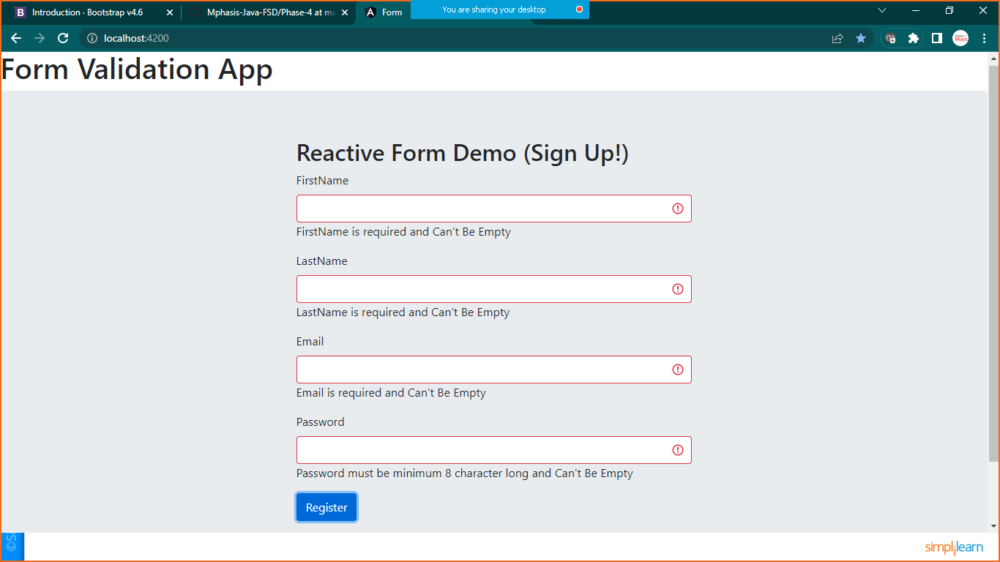 Introduction · Bootstrap v4.6
Mphasis-Java-FSD/Phase-4 at ma
Form
You are sharing your desktop
localhost:4200
Form Validation App
Reactive Form Demo (Sign Up!)
FirstName
FirstName is required and Can't Be Empty
LastName
LastName is required and Can't Be Empty
Email
Email is required and Can't Be Empty
Password
Password must be minimum 8 character long and Can't Be Empty
Register
©S
simplilearn